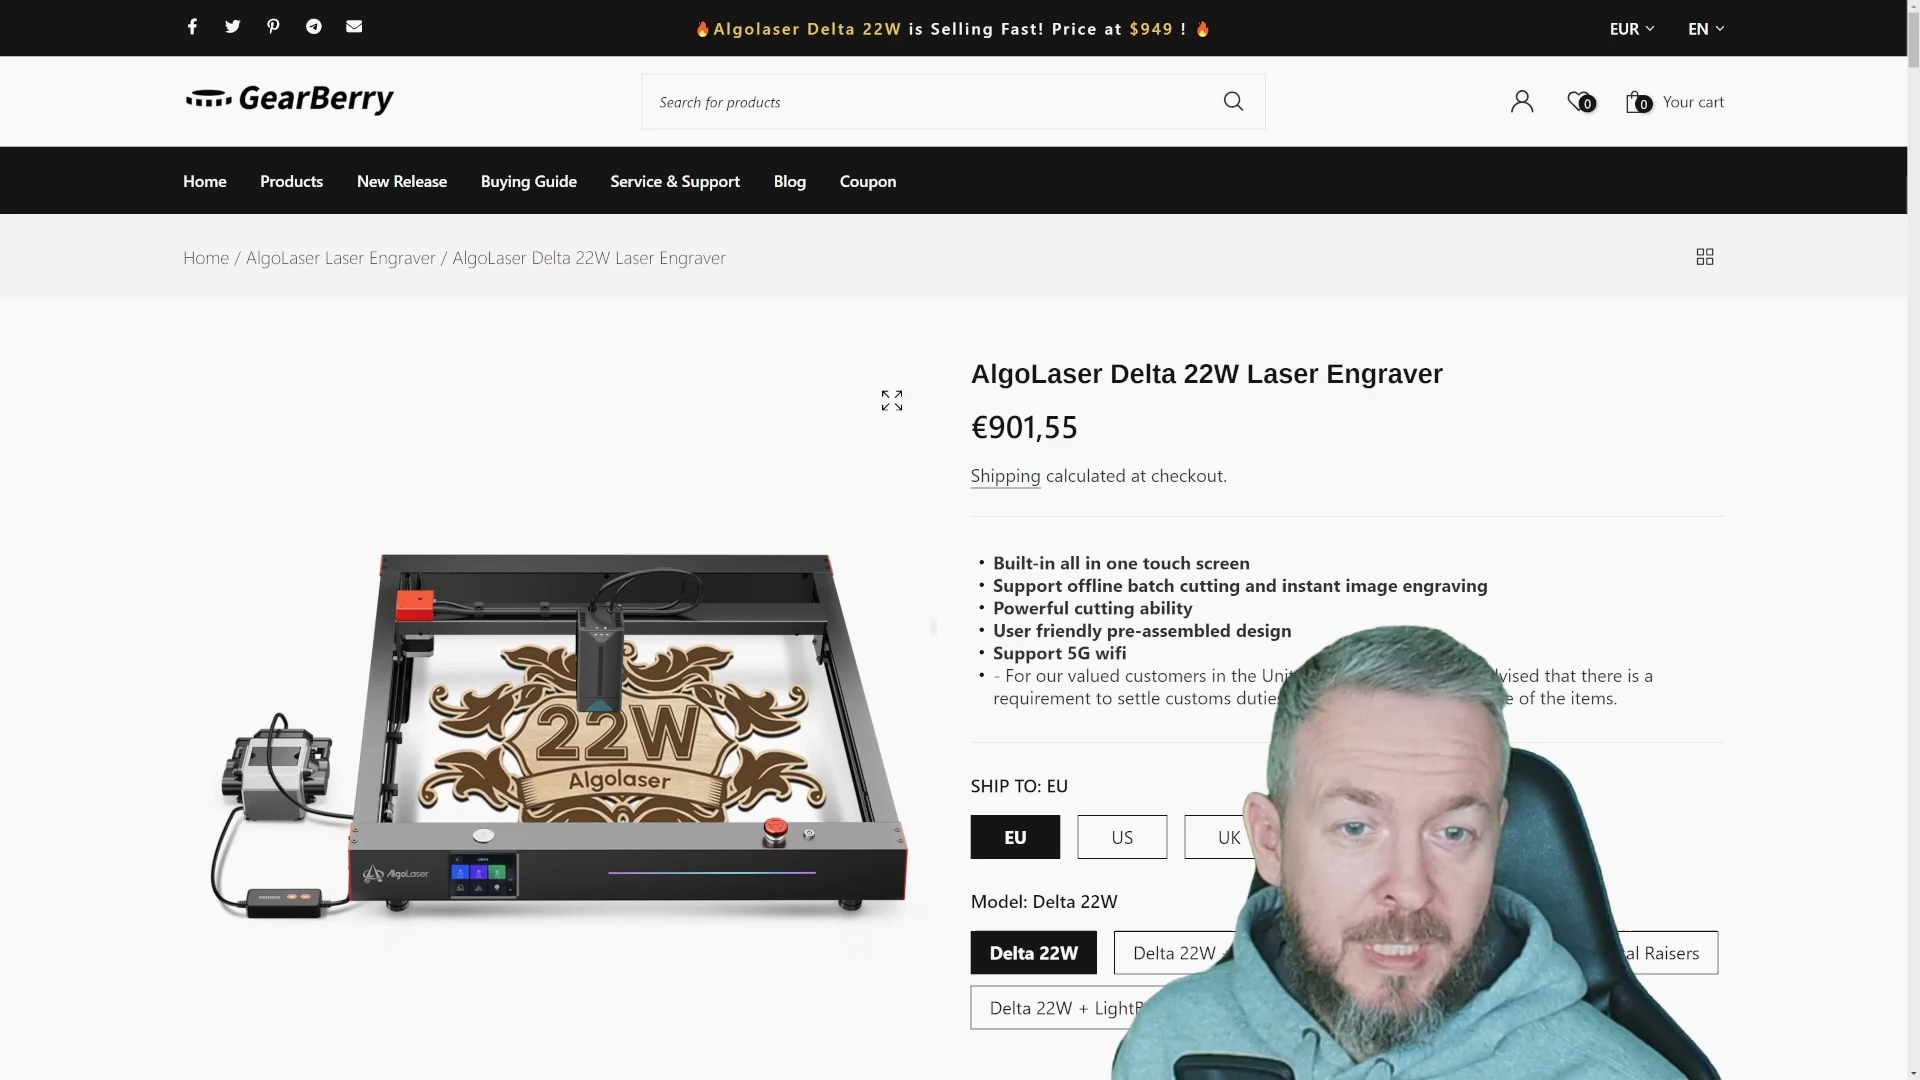 🔥Algolaser Delta 22W is Selling Fast! Price at $949 ! 🔥
EUR
EN
GearBerry
Search for products
0
0
Your cart
Home
Products
New Release
Buying Guide
Service & Support
Blog
Coupon
Home / AlgoLaser Laser Engraver / AlgoLaser Delta 22W Laser Engraver
AlgoLaser Delta 22W Laser Engraver
€901,55
Shipping calculated at checkout.
• Built-in all in one touch screen
• Support offline batch cutting and instant image engraving
• Powerful cutting ability
• User friendly pre-assembled design
• Support 5G wifi
• - For our valued customers in the that there is a
requirement to settle customs of the items.
22W
Algolaser
AlgoLaser
SHIP TO: EU
EU
US
UK
Model: Delta 22W
Delta 22W
Delta 22W
Raisers
Delta 22W +